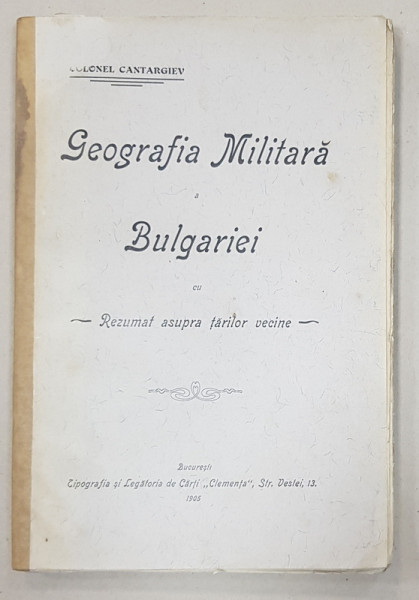 COLONEL CANTARGIEV
Geografia Militară
a
Bulgariei
cu
Rezumat asupra țărilor vecine
București
Tipografia și Legătoria de Cărți „Clemența“, Str. Vestei, 13.
1905